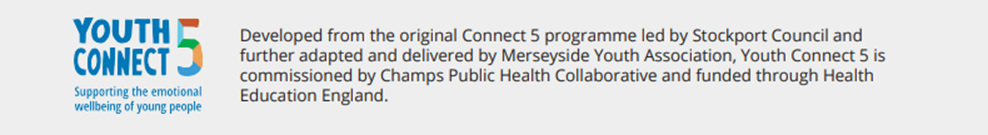 YOUTH
CONNECT 5
Supporting the emotional
wellbeing of young people
Developed from the original Connect 5 programme led by Stockport Council and
further adapted and delivered by Merseyside Youth Association, Youth Connect 5 is
commissioned by Champs Public Health Collaborative and funded through Health
Education England.